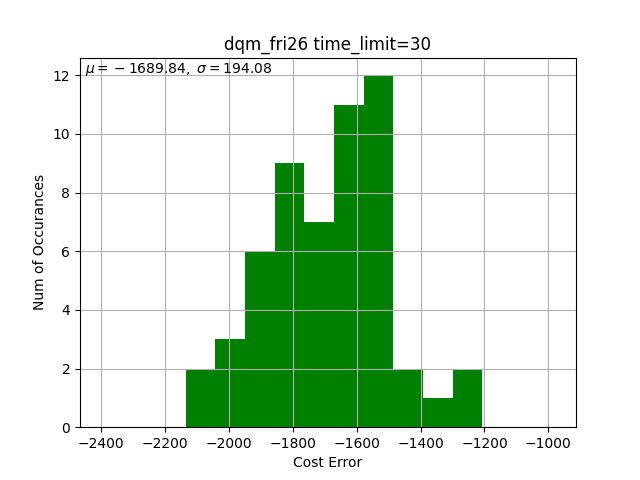 dqm_fri26 time_limit=30
μ = − 1689.84, σ = 194.08
12
10
8
6
4
2
0
Num of Occurances
−2400 −2200 −2000 −1800 −1600 −1400 −1200 −1000
Cost Error